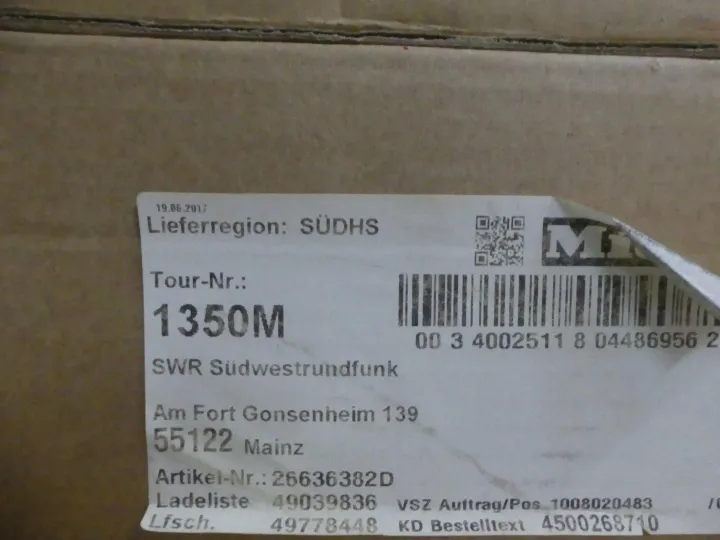 19.06.2017
Lieferregion: SÜDHS
Tour-Nr.:
1350M
00 3 4002511 8 04486956 2
SWR Südwestrundfunk
Am Fort Gonsenheim 139
55122 Mainz
Artikel-Nr.: 26636382D
Ladeliste 49039836 VSZ Auftrag/Pos 1008020483
Lfsch. 49778448 KD Bestelltext 4500268710